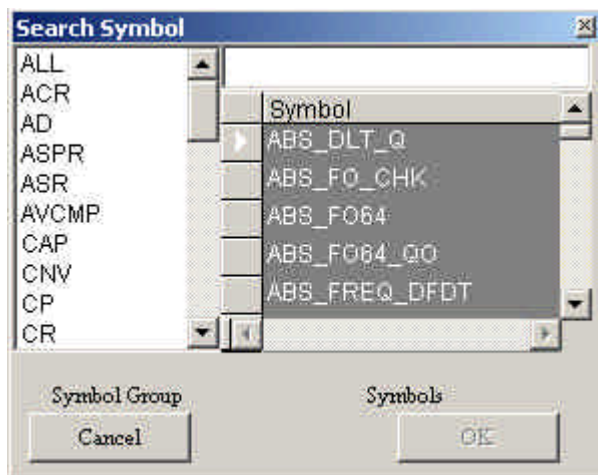 Search Symbol
ALL
ACR
AD
ASPR
ASR
AVCMP
CAP
CNV
CP
CR
Symbol
ABS_DLT_Q
ABS_FO_CHK
ABS_FO64
ABS_FO64_QO
ABS_FREQ_DFDT
Symbol Group
Symbols
Cancel
OK